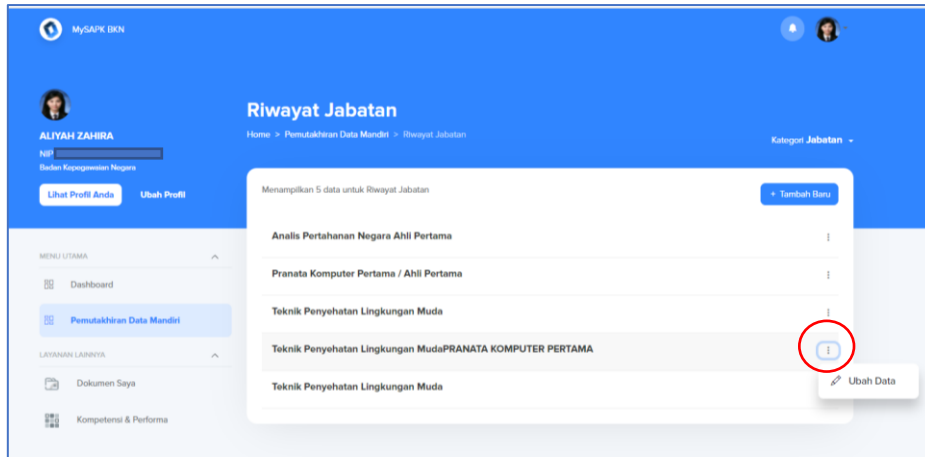 MySAPK BKN
ALIYAH ZAHIRA
NIP
Badan Kepegawaian Negara
Lihat Profil Anda Ubah Profil
Riwayat Jabatan
Home > Pemutakhiran Data Mandiri > Riwayat Jabatan
Kategori Jabatan
Menampilkan 5 data untuk Riwayat Jabatan
+ Tambah Baru
Analis Pertahanan Negara Ahli Pertama
Pranata Komputer Pertama / Ahli Pertama
Teknik Penyehatan Lingkungan Muda
Teknik Penyehatan Lingkungan MudaPRANATA KOMPUTER PERTAMA
Ubah Data
Teknik Penyehatan Lingkungan Muda
MENU UTAMA
Dashboard
Pemutakhiran Data Mandiri
LAYANAN LAINNYA
Dokumen Saya
Kompetensi & Performa